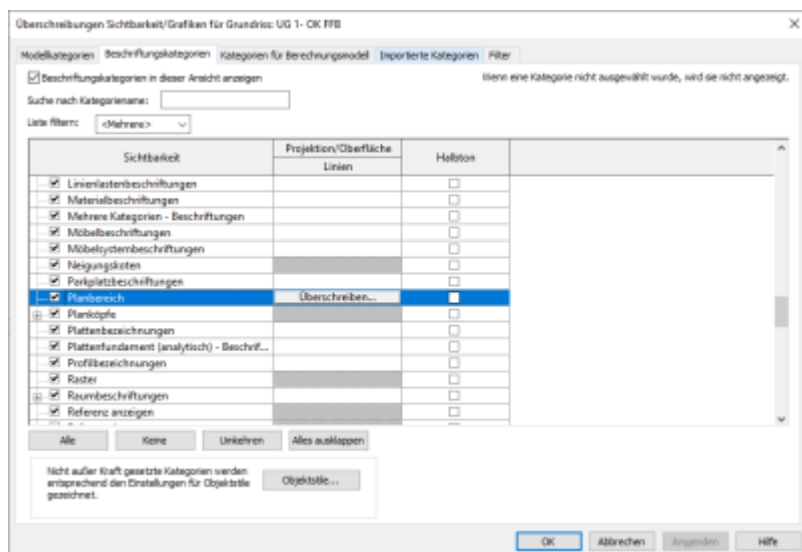 Überschreibungen Sichtbarkeit/Grafiken für Grundriss: UG 1- OK FFB
Modellkategorien Beschriftungskategorien Kategorien für Berechnungsmodell Importierte Kategorien Filter
Beschriftungskategorien in dieser Ansicht anzeigen Wenn eine Kategorie nicht ausgewählt wurde, wird sie nicht angezeigt.
Suche nach Kategoriename:
Liste filtern: <Mehrere>
Sichtbarkeit Projektion/Oberfläche Halbton
Linien
Linienlastenbeschriftungen
Materialbeschriftungen
Mehrere Kategorien - Beschriftungen
Möbelbeschriftungen
Möbelsystembeschriftungen
Neigungskoten
Parkplatzbeschriftungen
Planbereich Überschreiben...
Planköpfe
Plattenbezeichnungen
Plattenfundament (analytisch) - Beschrif...
Profilbezeichnungen
Raster
Raumbeschriftungen
Referenz anzeigen
Alle Keine Umkehren Alles ausklappen
Nicht außer Kraft gesetzte Kategorien werden
entsprechend den Einstellungen für Objektstile
gezeichnet.
Objektstile...
OK Abbrechen Anwenden Hilfe